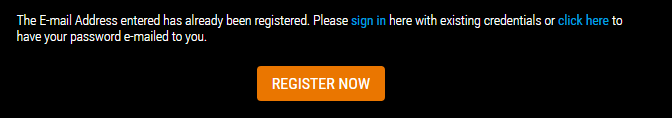 The E-mail Address entered has already been registered. Please sign in here with existing credentials or click here to
have your password e-mailed to you.
REGISTER NOW